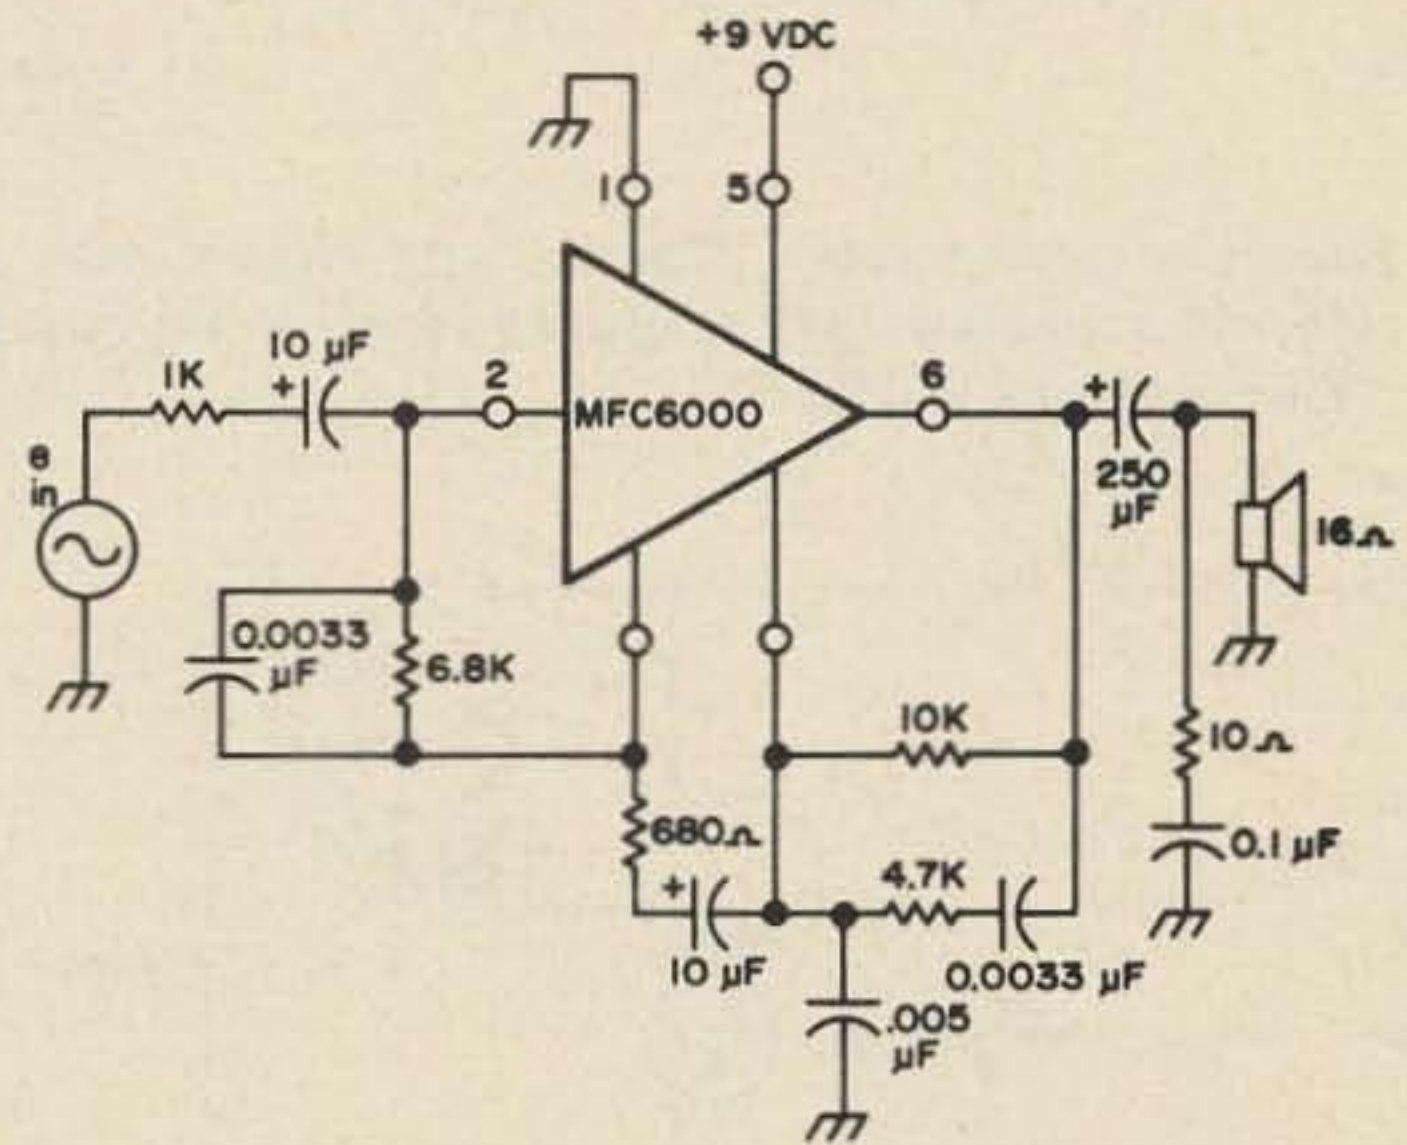 +9 VDC
1
5
10 µF
1K
+
2
MFC6000
6
+
250
µF
e
in
16Ω
0.0033
µF
6.8K
10K
10Ω
680Ω
0.1 µF
+
4.7K
10 µF
0.0033 µF
.005
µF